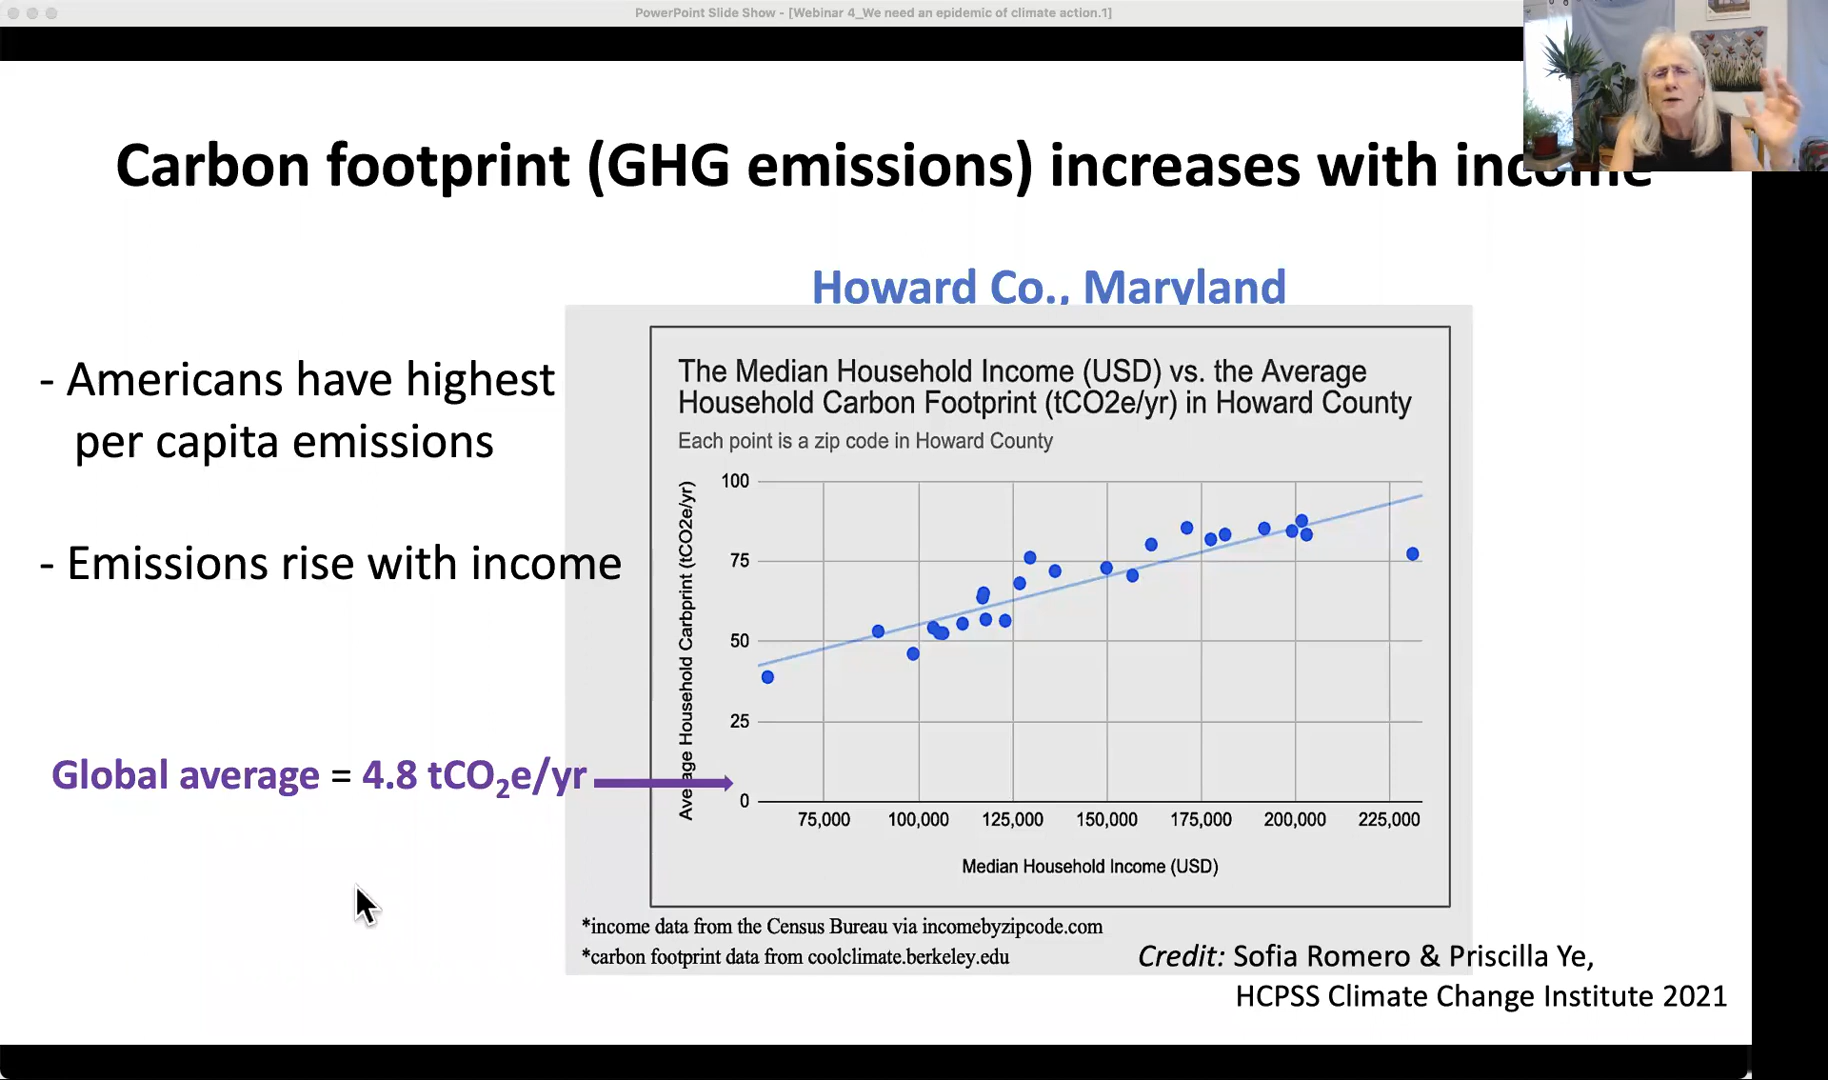 PowerPoint Slide Show - [Webinar 4_We need an epidemic of climate action.1]
Carbon footprint (GHG emissions) increases with income
Howard Co., Maryland
- Americans have highest
per capita emissions
- Emissions rise with income
Global average = 4.8 tCO₂e/yr
The Median Household Income (USD) vs. the Average
Household Carbon Footprint (tCO2e/yr) in Howard County
Each point is a zip code in Howard County
Average Household Carbprint (tCO2e/yr)
100
75
50
25
0
75,000 100,000 125,000 150,000 175,000 200,000 225,000
Median Household Income (USD)
*income data from the Census Bureau via incomebyzipcode.com
*carbon footprint data from coolclimate.berkeley.edu
Credit: Sofia Romero & Priscilla Ye,
HCPSS Climate Change Institute 2021